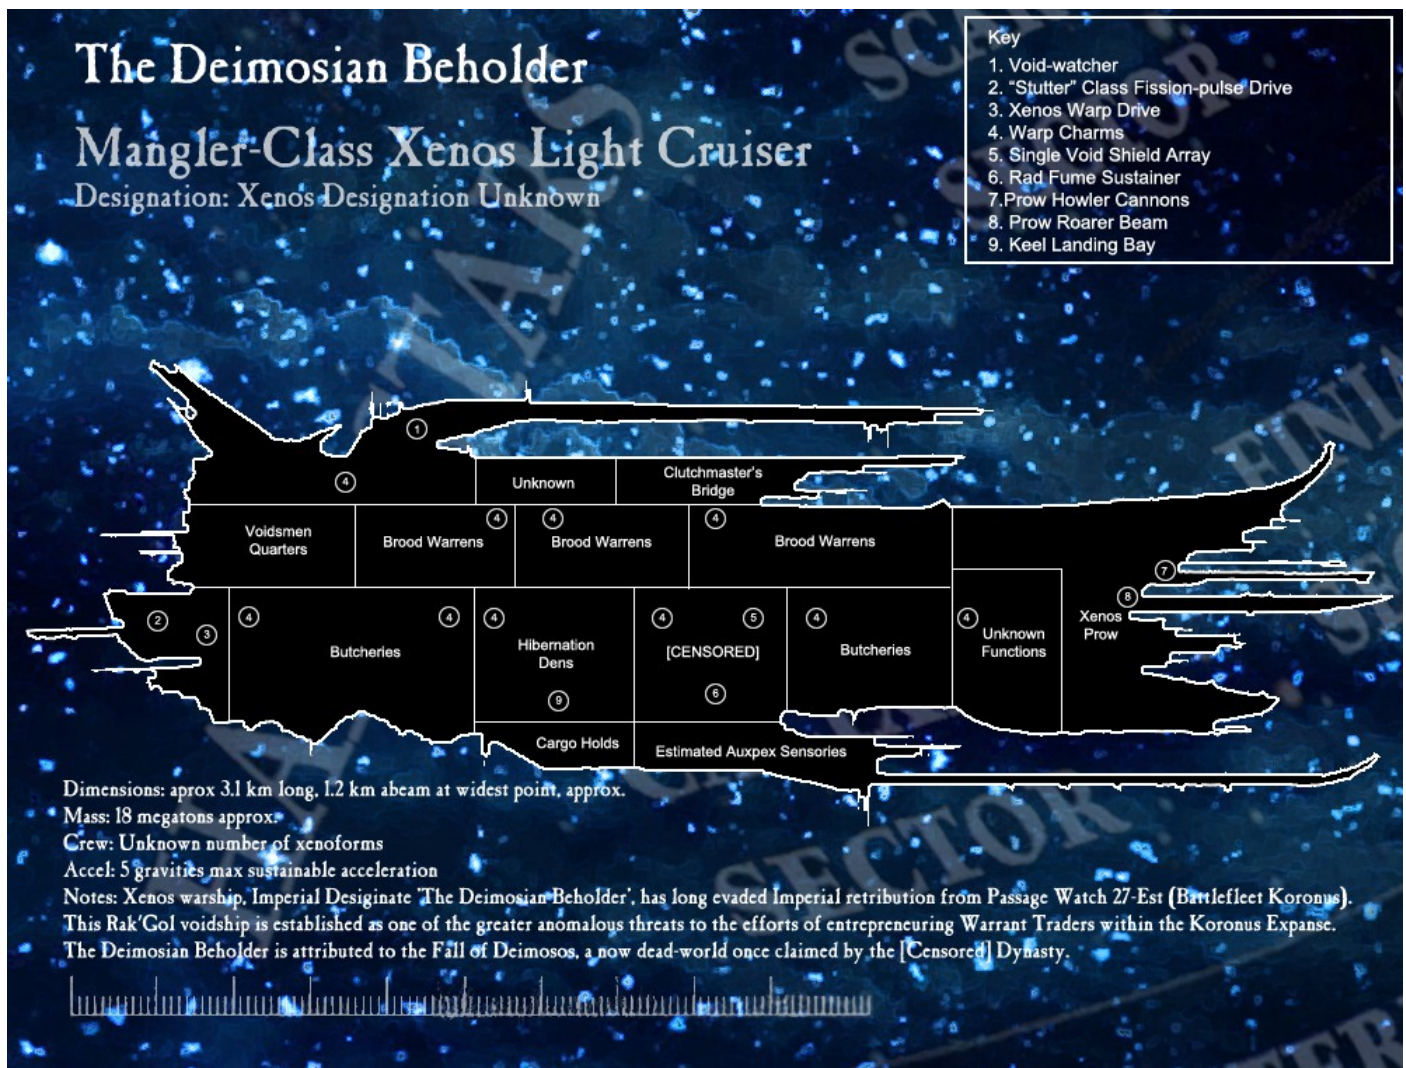 The Deimosian Beholder
Mangler-Class Xenos Light Cruiser
Designation: Xenos Designation Unknown
Key
1. Void-watcher
2. “Stutter” Class Fission-pulse Drive
3. Xenos Warp Drive
4. Warp Charms
5. Single Void Shield Array
6. Rad Fume Sustainer
7.Prow Howler Cannons
8. Prow Roarer Beam
9. Keel Landing Bay
1
4
Unknown
Clutchmaster's
Bridge
Voidsmen
Quarters
4
Brood Warrens
4
Brood Warrens
4
Brood Warrens
7
8
Xenos
Prow
2
3
4
4
Butcheries
4
Hibernation
Dens
9
4
5
[CENSORED]
6
4
Butcheries
4
Unknown
Functions
Cargo Holds
Estimated Auxpex Sensories
Dimensions: aprox 3.1 km long, 1.2 km abeam at widest point, approx.
Mass: 18 megatons approx.
Crew: Unknown number of xenoforms
Accel: 5 gravities max sustainable acceleration
Notes: Xenos warship, Imperial Desiginate 'The Deimosian Beholder', has long evaded Imperial retribution from Passage Watch 27-Est (Battlefleet Koronus).
This Rak'Gol voidship is established as one of the greater anomalous threats to the efforts of entrepreneuring Warrant Traders within the Koronus Expanse.
The Deimosian Beholder is attributed to the Fall of Deimosos, a now dead-world once claimed by the [Censored] Dynasty.
SECTOR
SECTOR